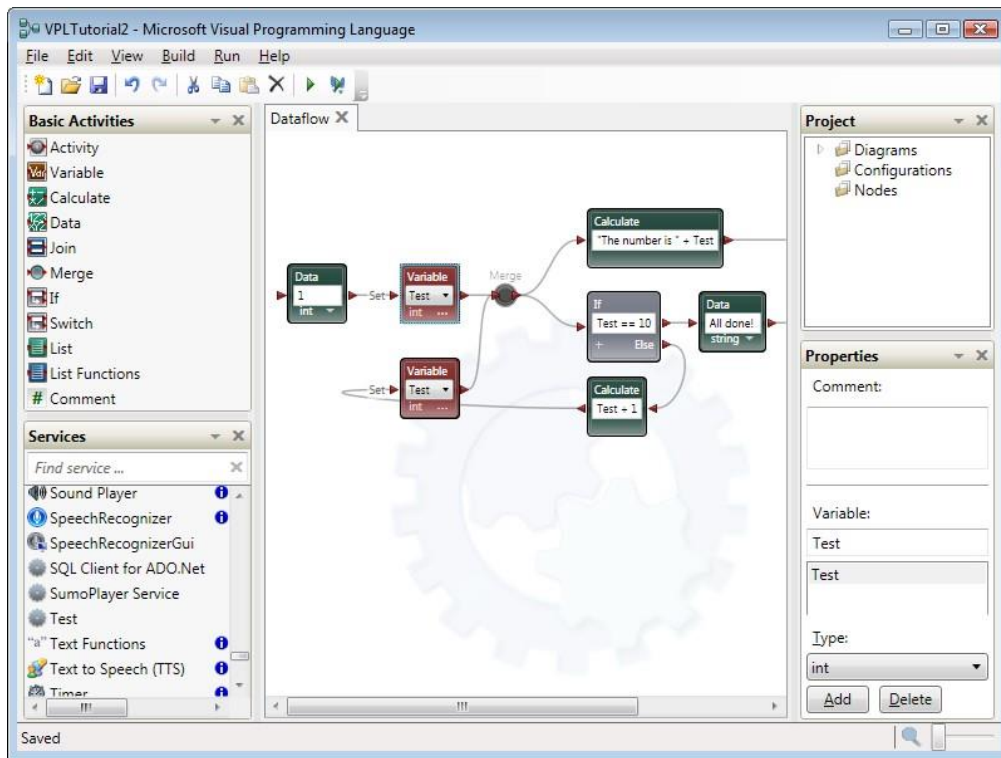 VPLTutorial2 - Microsoft Visual Programming Language
File Edit View Build Run Help
Basic Activities
Activity
Variable
Calculate
Data
Join
Merge
If
Switch
List
List Functions
# Comment
Services
Find service ...
Sound Player
SpeechRecognizer
SpeechRecognizerGui
SQL Client for ADO.Net
SumoPlayer Service
Test
"a" Text Functions
Text to Speech (TTS)
Timer
Dataflow
Calculate
"The number is " + Test
Data
1
int
Set
Variable
Test
int ...
Merge
If
Test == 10
+ Else
Data
All done!
string
Set
Variable
Test
int ...
Calculate
Test + 1
Project
Diagrams
Configurations
Nodes
Properties
Comment:
Variable:
Test
Test
Type:
int
Add Delete
Saved